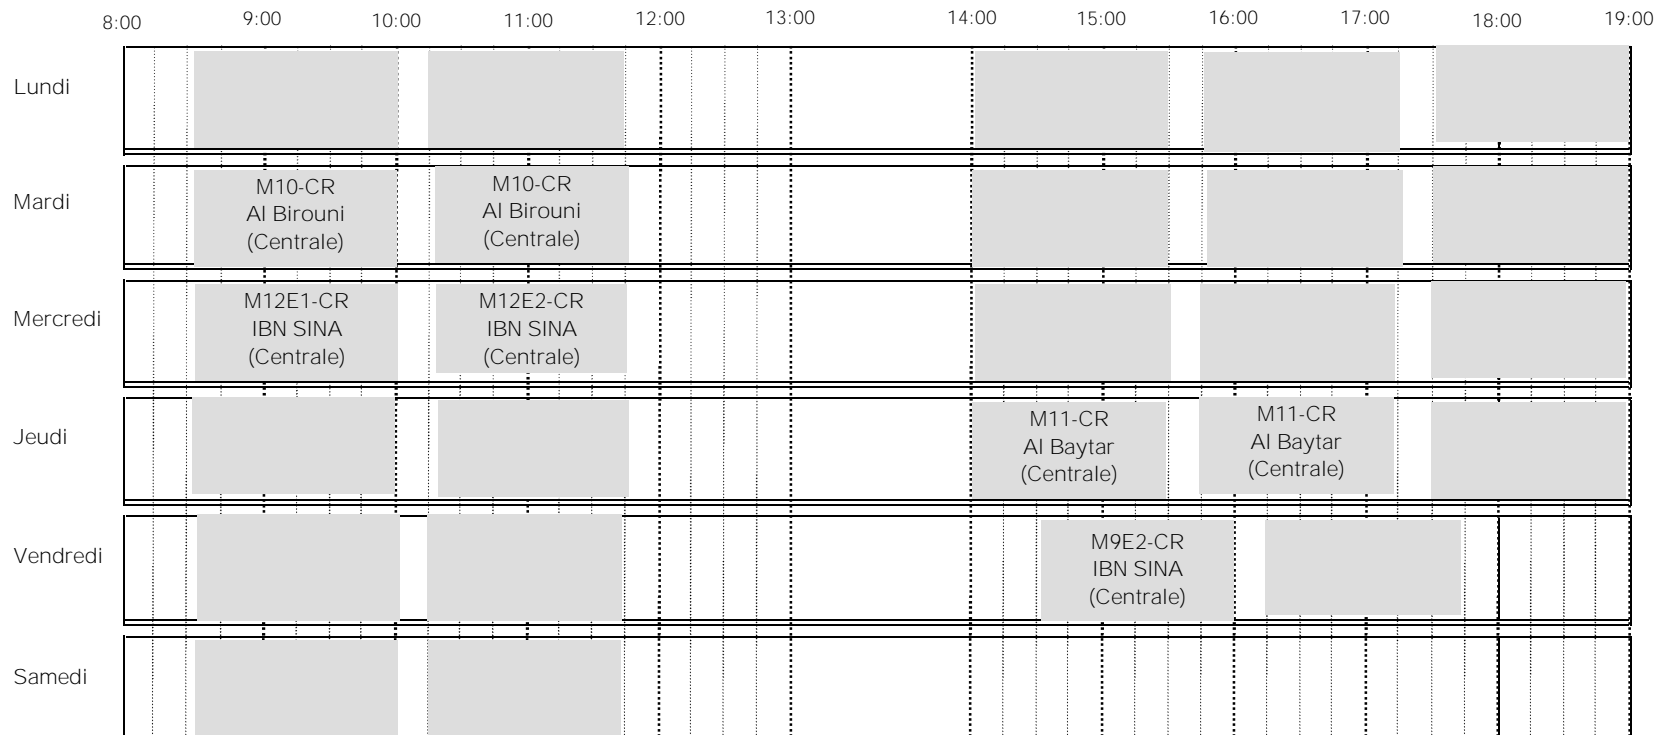 8:00 9:00 10:00 11:00 12:00 13:00 14:00 15:00 16:00 17:00 18:00 19:00
Lundi
Mardi
M10-CR
Al Birouni
(Centrale)
M10-CR
Al Birouni
(Centrale)
Mercredi
M12E1-CR
IBN SINA
(Centrale)
M12E2-CR
IBN SINA
(Centrale)
Jeudi
M11-CR
Al Baytar
(Centrale)
M11-CR
Al Baytar
(Centrale)
Vendredi
M9E2-CR
IBN SINA
(Centrale)
Samedi